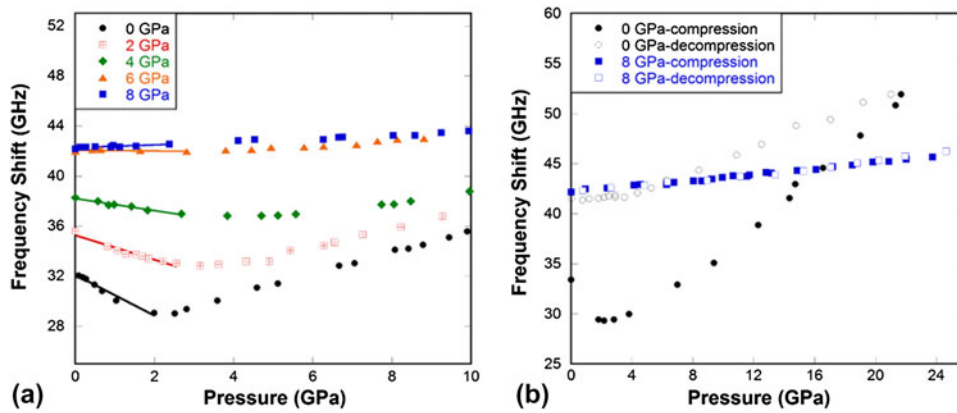 52
48
44
40
36
32
28
Frequency Shift (GHz)
0 GPa
2 GPa
4 GPa
6 GPa
8 GPa
0 2 4 6 8 10
(a) Pressure (GPa)
60
55
50
45
40
35
30
25
Frequency Shift (GHz)
0 GPa-compression
0 GPa-decompression
8 GPa-compression
8 GPa-decompression
0 4 8 12 16 20 24
(b) Pressure (GPa)